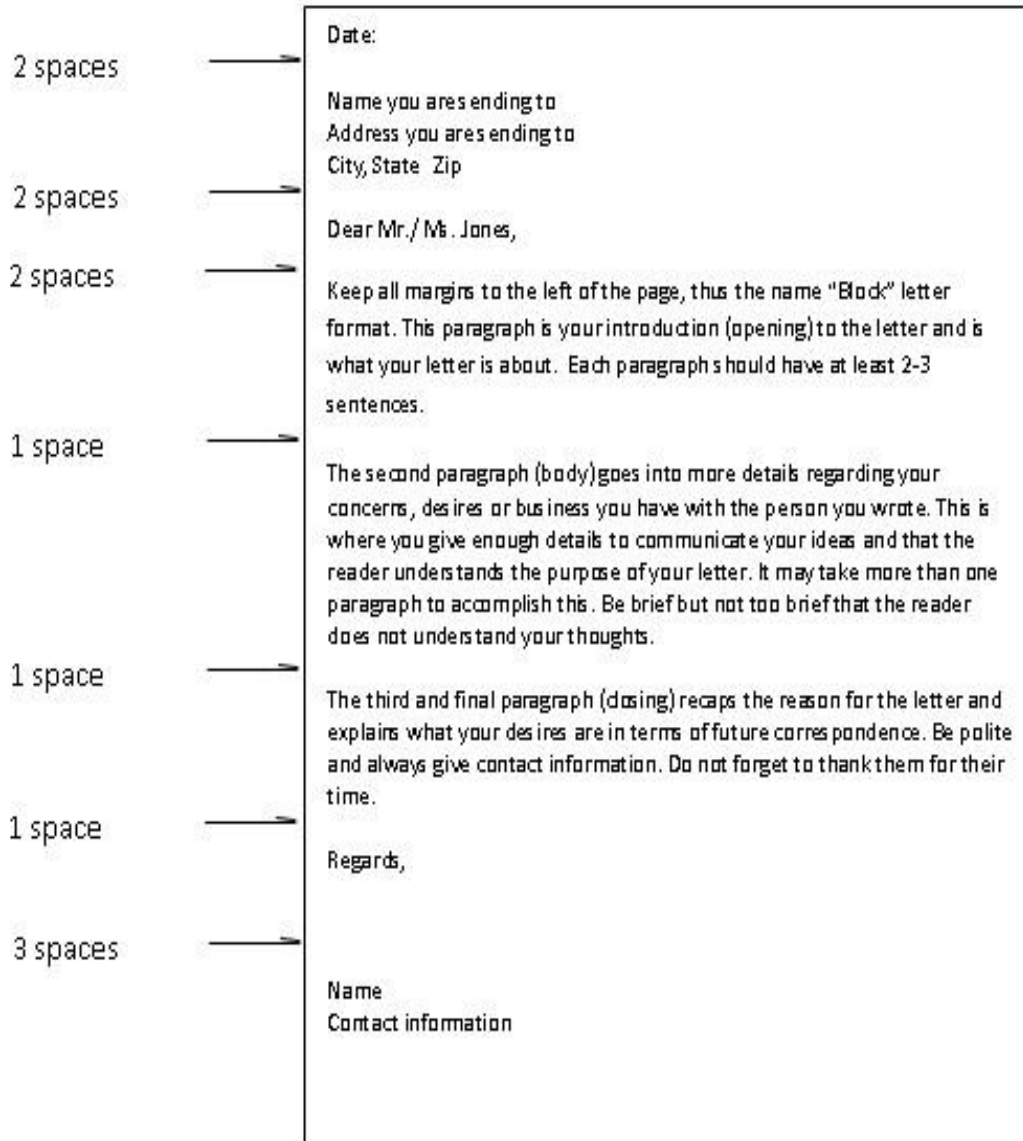 Date:
2 spaces
Name you ares ending to
Address you ares ending to
City, State Zip
2 spaces
Dear Mr./ Ms. Jones,
2 spaces
Keep all margins to the left of the page, thus the name “Block” letter
format. This paragraph is your introduction (opening) to the letter and is
what your letter is about. Each paragraph should have at least 2-3
sentences.
1 space
The second paragraph (body) goes into more details regarding your
concerns, desires or business you have with the person you wrote. This is
where you give enough details to communicate your ideas and that the
reader understands the purpose of your letter. It may take more than one
paragraph to accomplish this. Be brief but not too brief that the reader
does not understand your thoughts.
1 space
The third and final paragraph (closing) recaps the reason for the letter and
explains what your desires are in terms of future correspondence. Be polite
and always give contact information. Do not forget to thank them for their
time.
1 space
Regards,
3 spaces
Name
Contact information